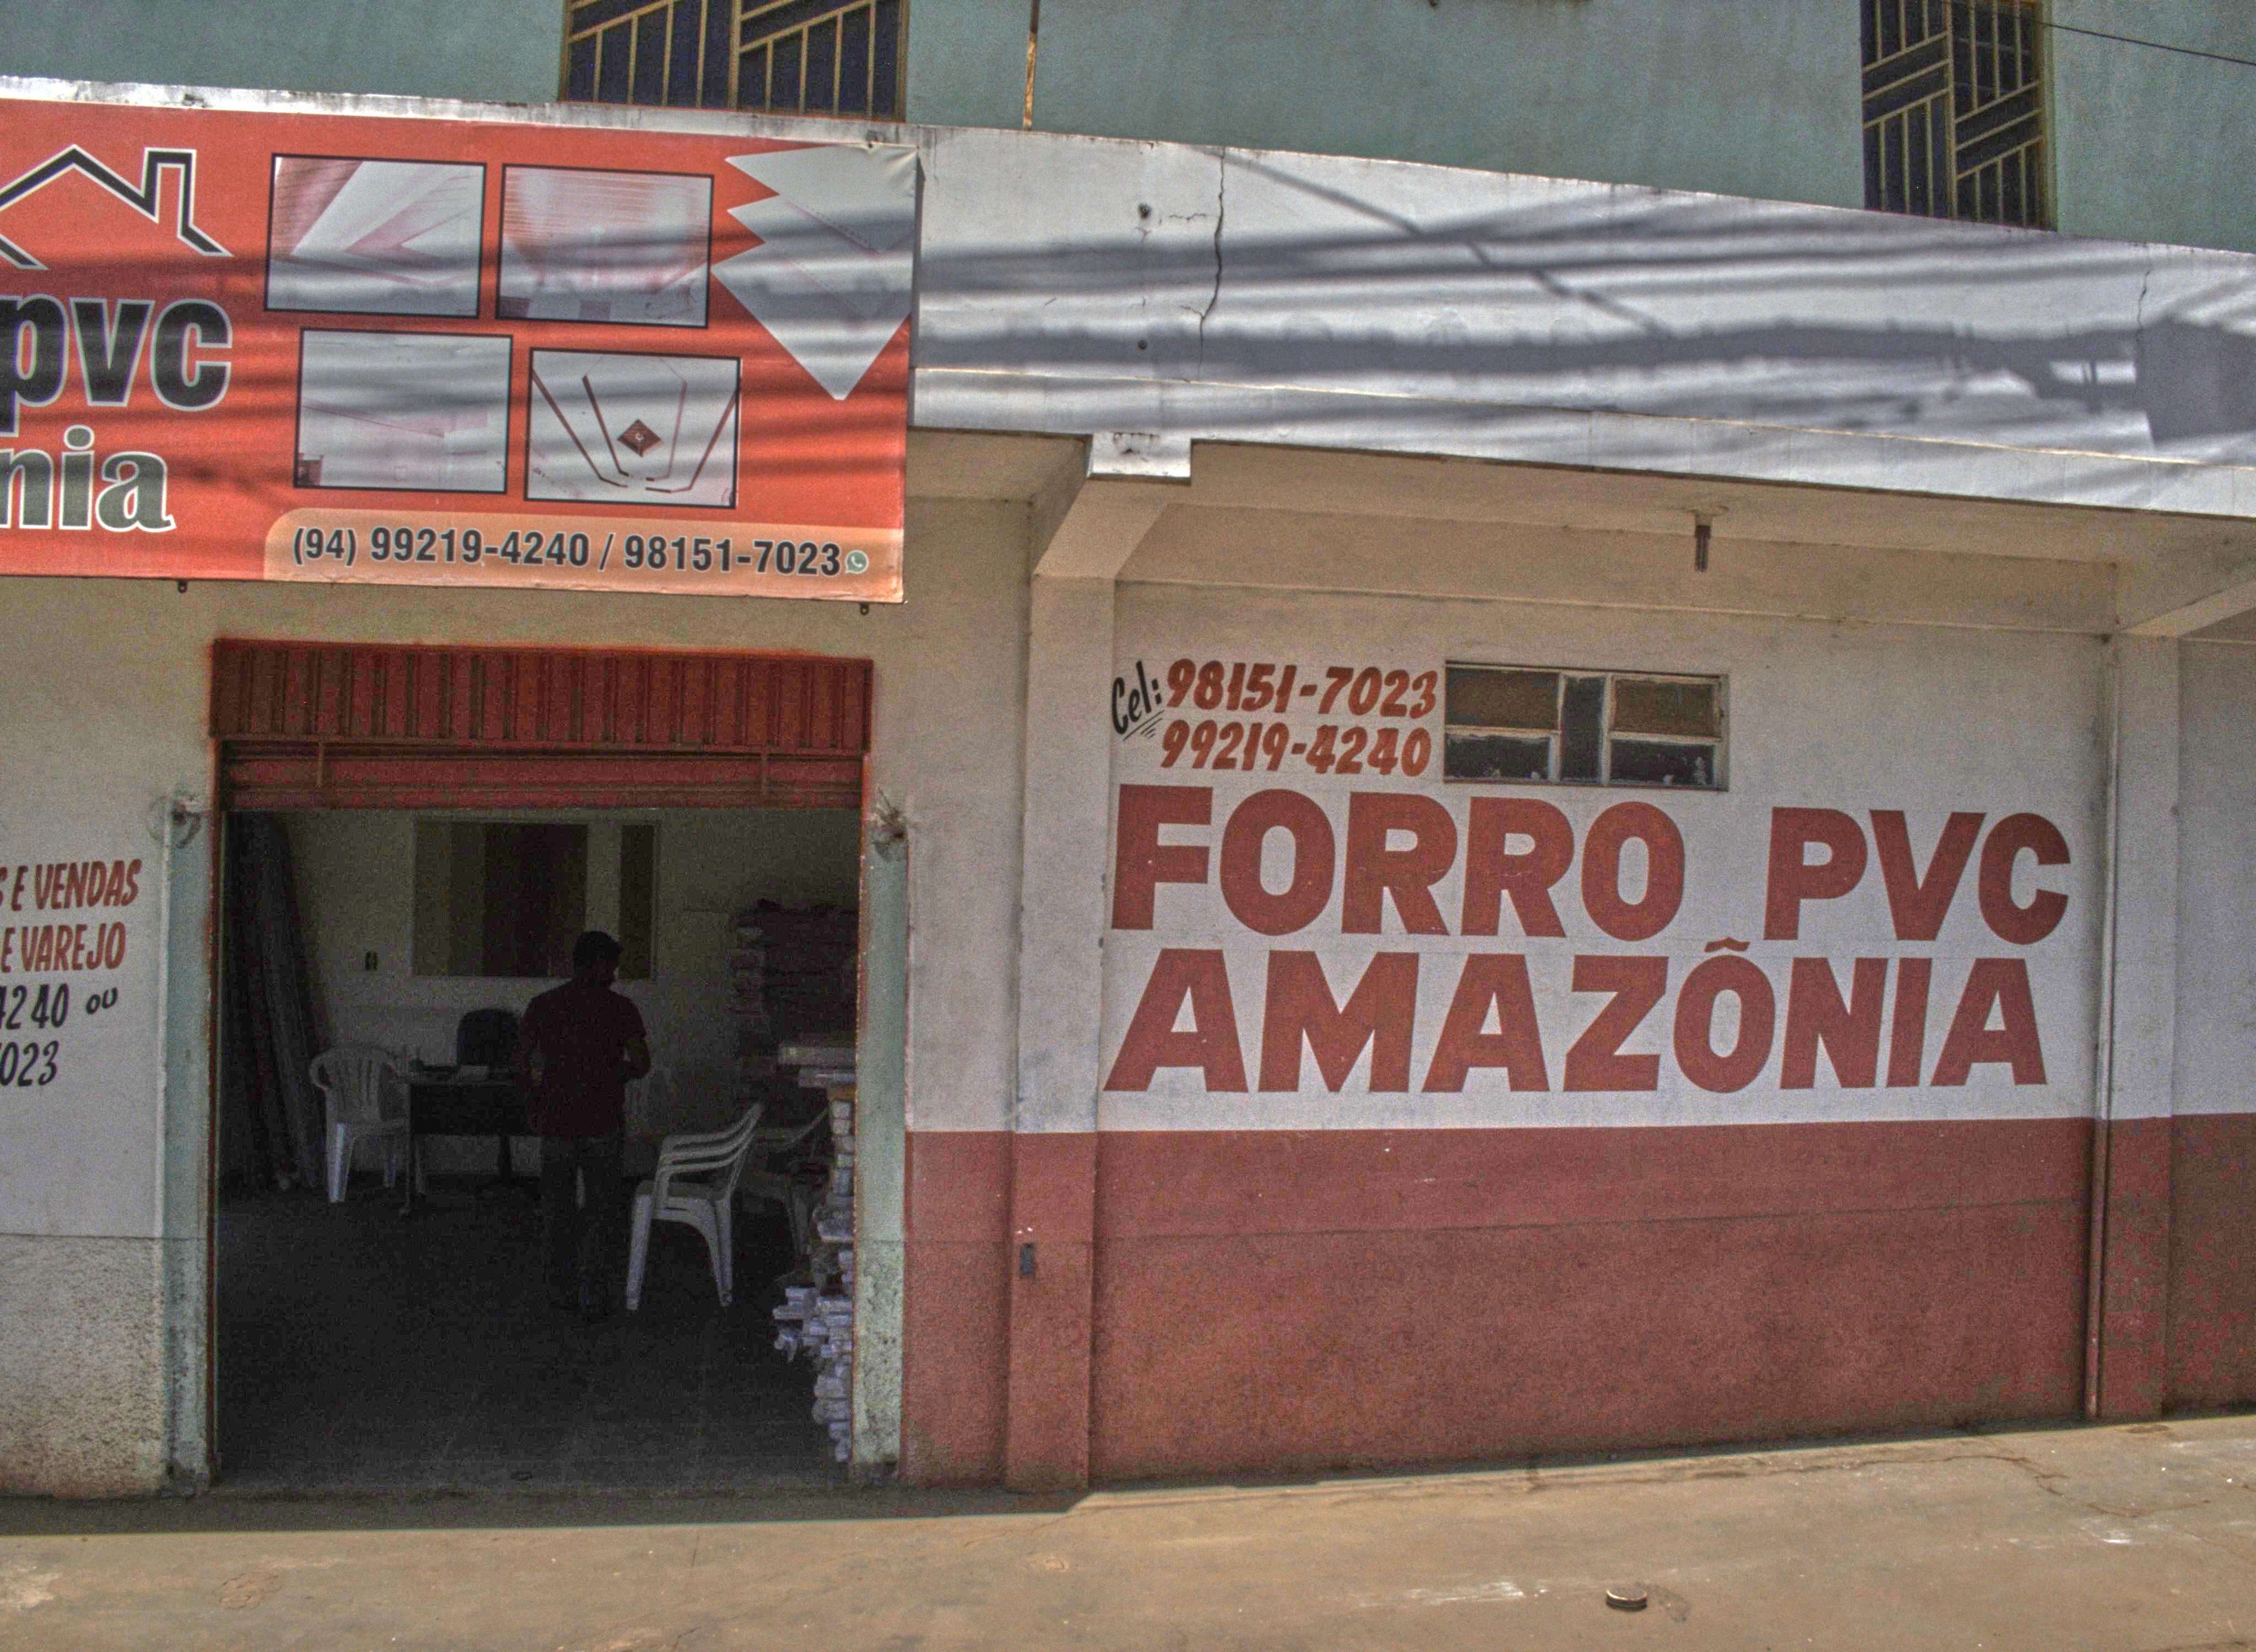 pvc
nia
(94) 99219-4240 / 98151-7023
Cel: 98151-7023
99219-4240
FORRO PVC
AMAZÔNIA
S E VENDAS
E VAREJO
4240 ou
7023